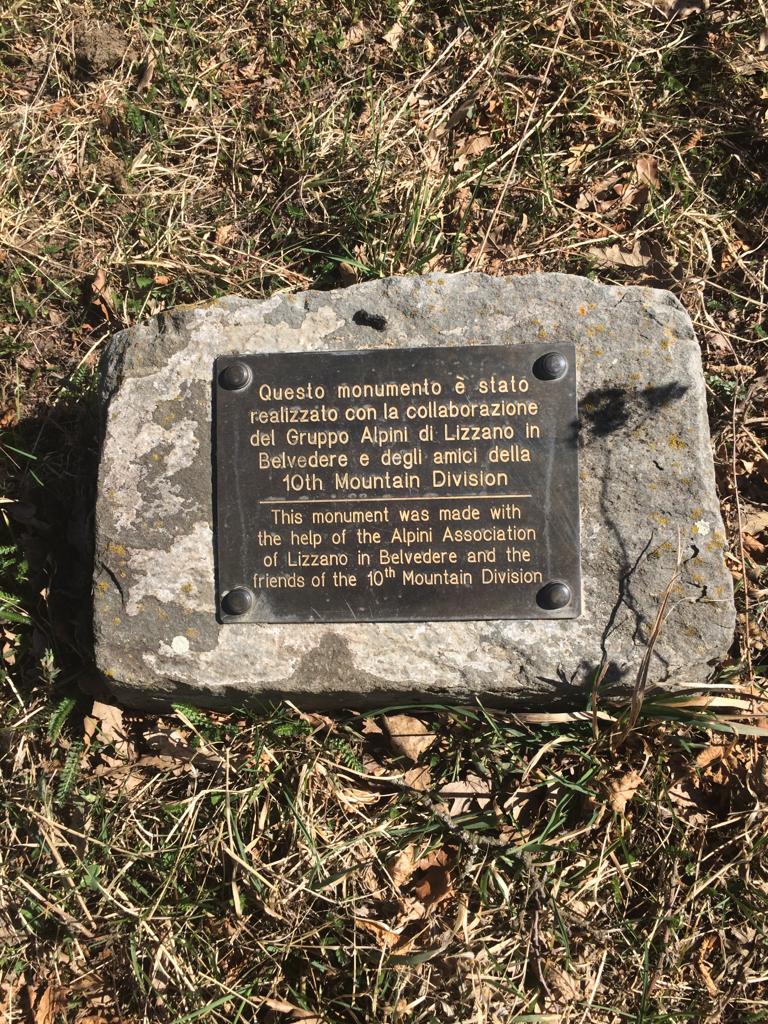 Questo monumento è stato
realizzato con la collaborazione
del Gruppo Alpini di Lizzano in
Belvedere e degli amici della
10th Mountain Division
This monument was made with
the help of the Alpini Association
of Lizzano in Belvedere and the
friends of the 10th Mountain Division